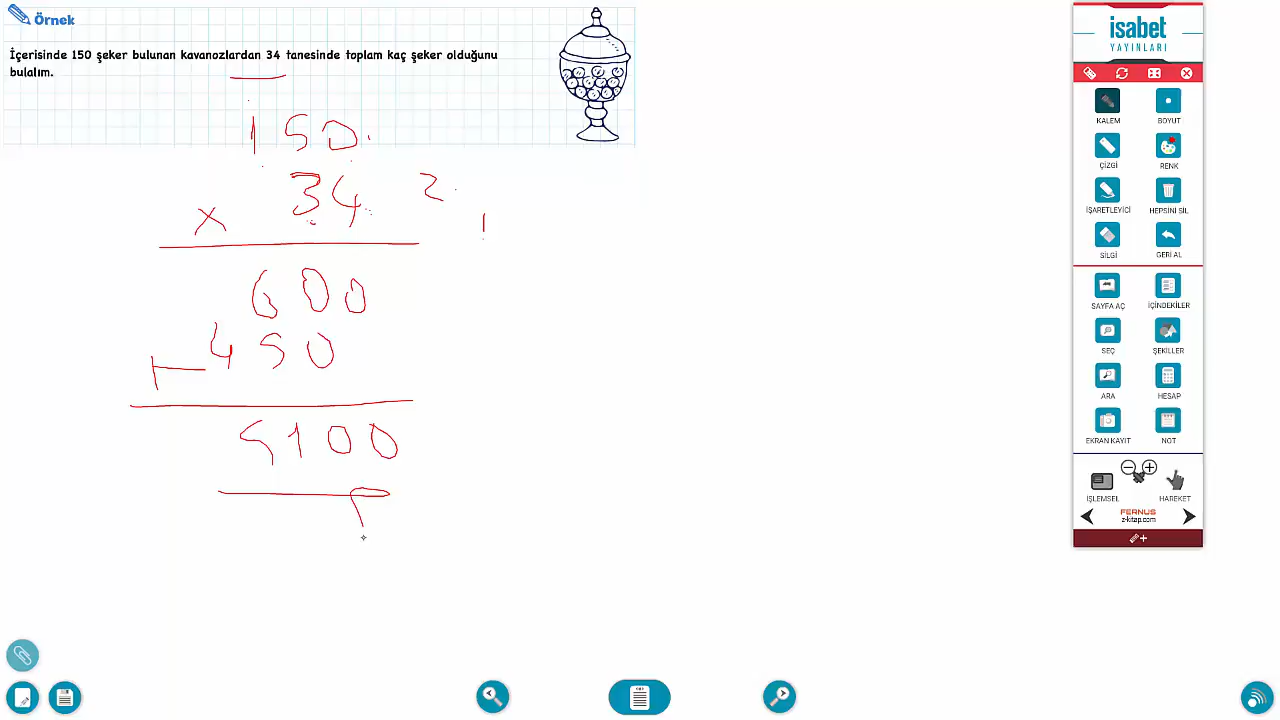 Örnek
İçerisinde 150 şeker bulunan kavanozlardan 34 tanesinde toplam kaç şeker olduğunu
bulalım.
150
34 2
x
1
600
450
5100
isabet
YAYINLARI
KALEM BOYUT
ÇİZGİ RENK
İŞARETLEYİCİ HEPSİNİ SİL
SİLGİ GERİ AL
SAYFA AÇ İÇİNDEKİLER
SEÇ ŞEKİLLER
ARA HESAP
EKRAN KAYIT NOT
İŞLEMSEL HAREKET
FERNUS
z-kitap.com